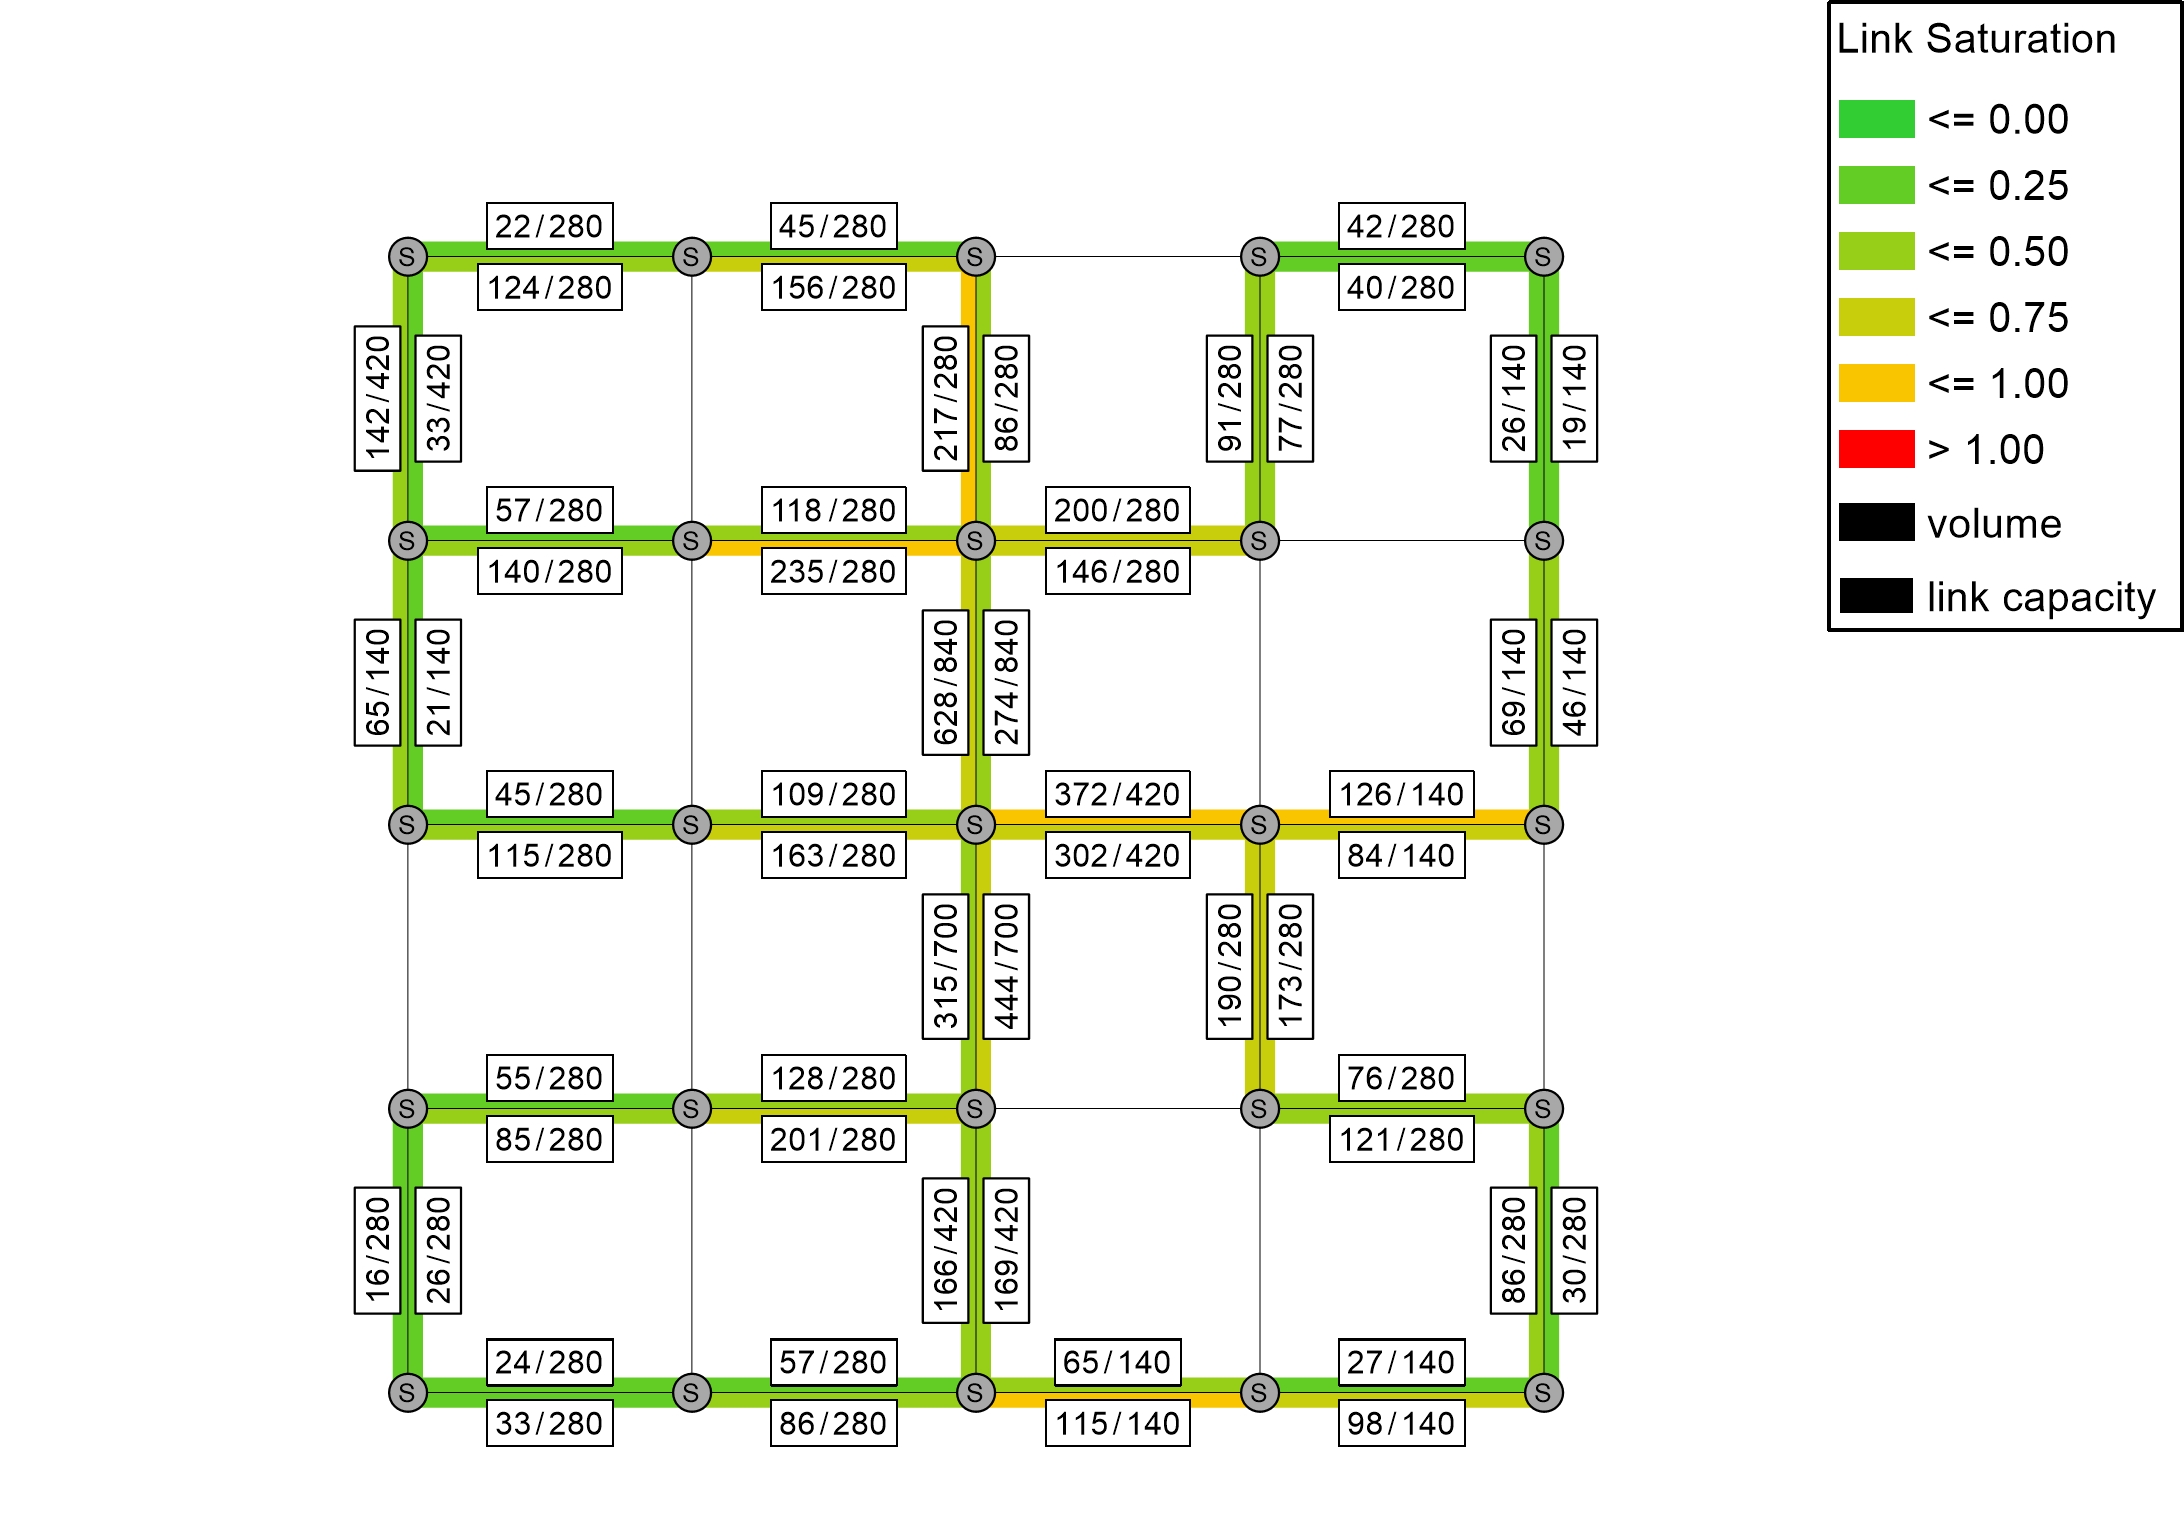 Link Saturation
<= 0.00
<= 0.25
<= 0.50
<= 0.75
<= 1.00
> 1.00
volume
link capacity
22/280
45/280
42/280
S
S
S
S
S
124/280
156/280
40/280
142/420
33/420
217/280
86/280
91/280
77/280
26/140
19/140
57/280
118/280
200/280
S
S
S
S
S
140/280
235/280
146/280
65/140
21/140
628/840
274/840
69/140
46/140
45/280
109/280
372/420
126/140
S
S
S
S
S
115/280
163/280
302/420
84/140
315/700
444/700
190/280
173/280
55/280
128/280
76/280
S
S
S
S
S
85/280
201/280
121/280
16/280
26/280
166/420
169/420
86/280
30/280
24/280
57/280
65/140
27/140
S
S
S
S
S
33/280
86/280
115/140
98/140